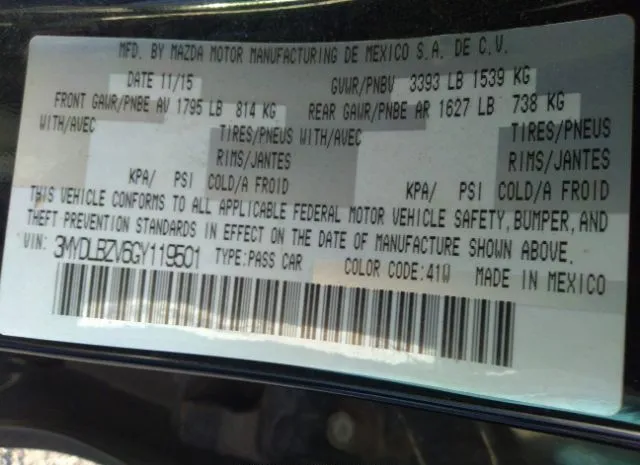 MFD. BY MAZDA MOTOR MANUFACTURING DE MEXICO S.A. DE C.V.
DATE 11/15 GVWR/PNBV 3393 LB 1539 KG
FRONT GAWR/PNBE AV 1795 LB 814 KG REAR GAWR/PNBE AR 1627 LB 738 KG
WITH/AVEC TIRES/PNEUS WITH/AVEC TIRES/PNEUS
RIMS/JANTES RIMS/JANTES
KPA/ PSI COLD/A FROID KPA/ PSI COLD/A FROID
THIS VEHICLE CONFORMS TO ALL APPLICABLE FEDERAL MOTOR VEHICLE SAFETY, BUMPER, AND
THEFT PREVENTION STANDARDS IN EFFECT ON THE DATE OF MANUFACTURE SHOWN ABOVE.
VIN: 3MYDLBZV6GY119501 TYPE:PASS CAR COLOR CODE:41W MADE IN MEXICO